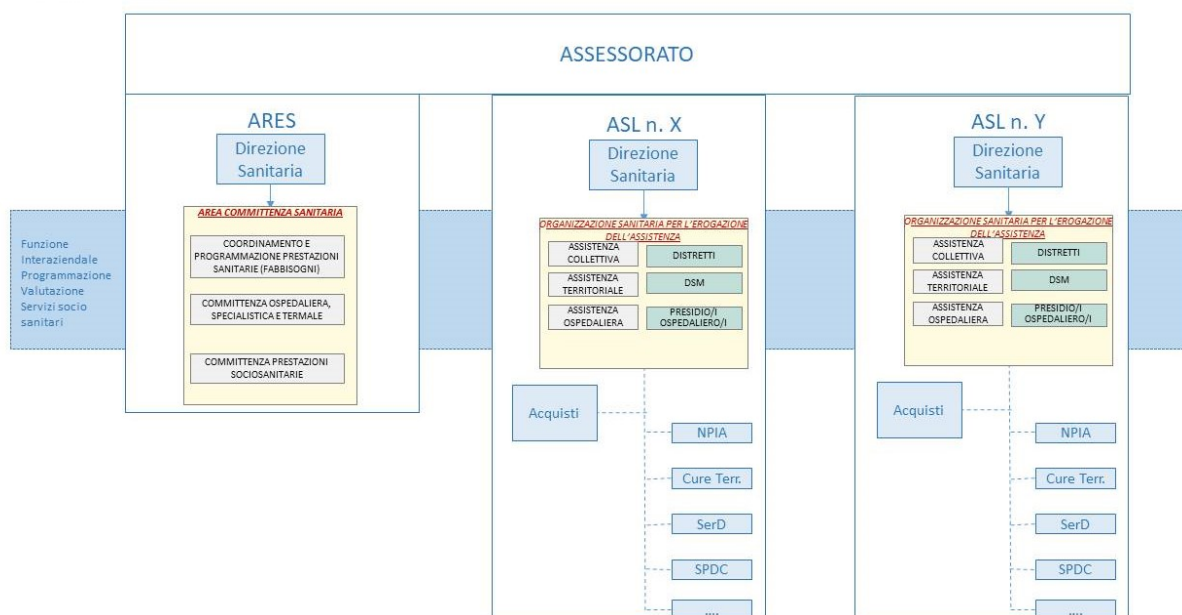 ASSESSORATO
ARES
Direzione
Sanitaria
AREA COMMITTENZA SANITARIA
COORDINAMENTO E
PROGRAMMAZIONE PRESTAZIONI
SANITARIE (FABBISOGNI)
COMMITTENZA OSPEDALIERA,
SPECIALISTICA E TERMALE
COMMITTENZA PRESTAZIONI
SOCIOSANITARIE
Funzione
Interaziendale
Programmazione
Valutazione
Servizi socio
sanitari
ASL n. X
Direzione
Sanitaria
ORGANIZZAZIONE SANITARIA PER L'EROGAZIONE
DELL'ASSISTENZA
ASSISTENZA
COLLETTIVA
DISTRETTI
ASSISTENZA
TERRITORIALE
DSM
ASSISTENZA
OSPEDALIERA
PRESIDIO/I
OSPEDALIERO/I
Acquisti
NPIA
Cure Terr.
SerD
SPDC
ASL n. Y
Direzione
Sanitaria
ORGANIZZAZIONE SANITARIA PER L'EROGAZIONE
DELL'ASSISTENZA
ASSISTENZA
COLLETTIVA
DISTRETTI
ASSISTENZA
TERRITORIALE
DSM
ASSISTENZA
OSPEDALIERA
PRESIDIO/I
OSPEDALIERO/I
Acquisti
NPIA
Cure Terr.
SerD
SPDC